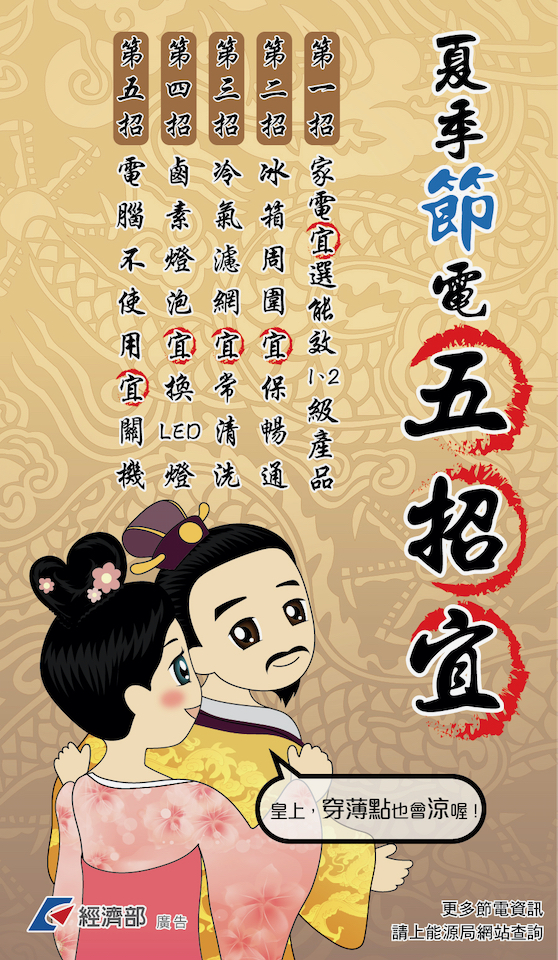 夏季節電五招宜
第一招 家電宜選能效1、2級產品
第二招 冰箱周圍宜保暢通
第三招 冷氣濾網宜常清洗
第四招 鹵素燈泡宜換LED燈
第五招 電腦不使用宜關機
皇上，穿薄點也會涼喔！
經濟部 廣告
更多節電資訊
請上能源局網站查詢